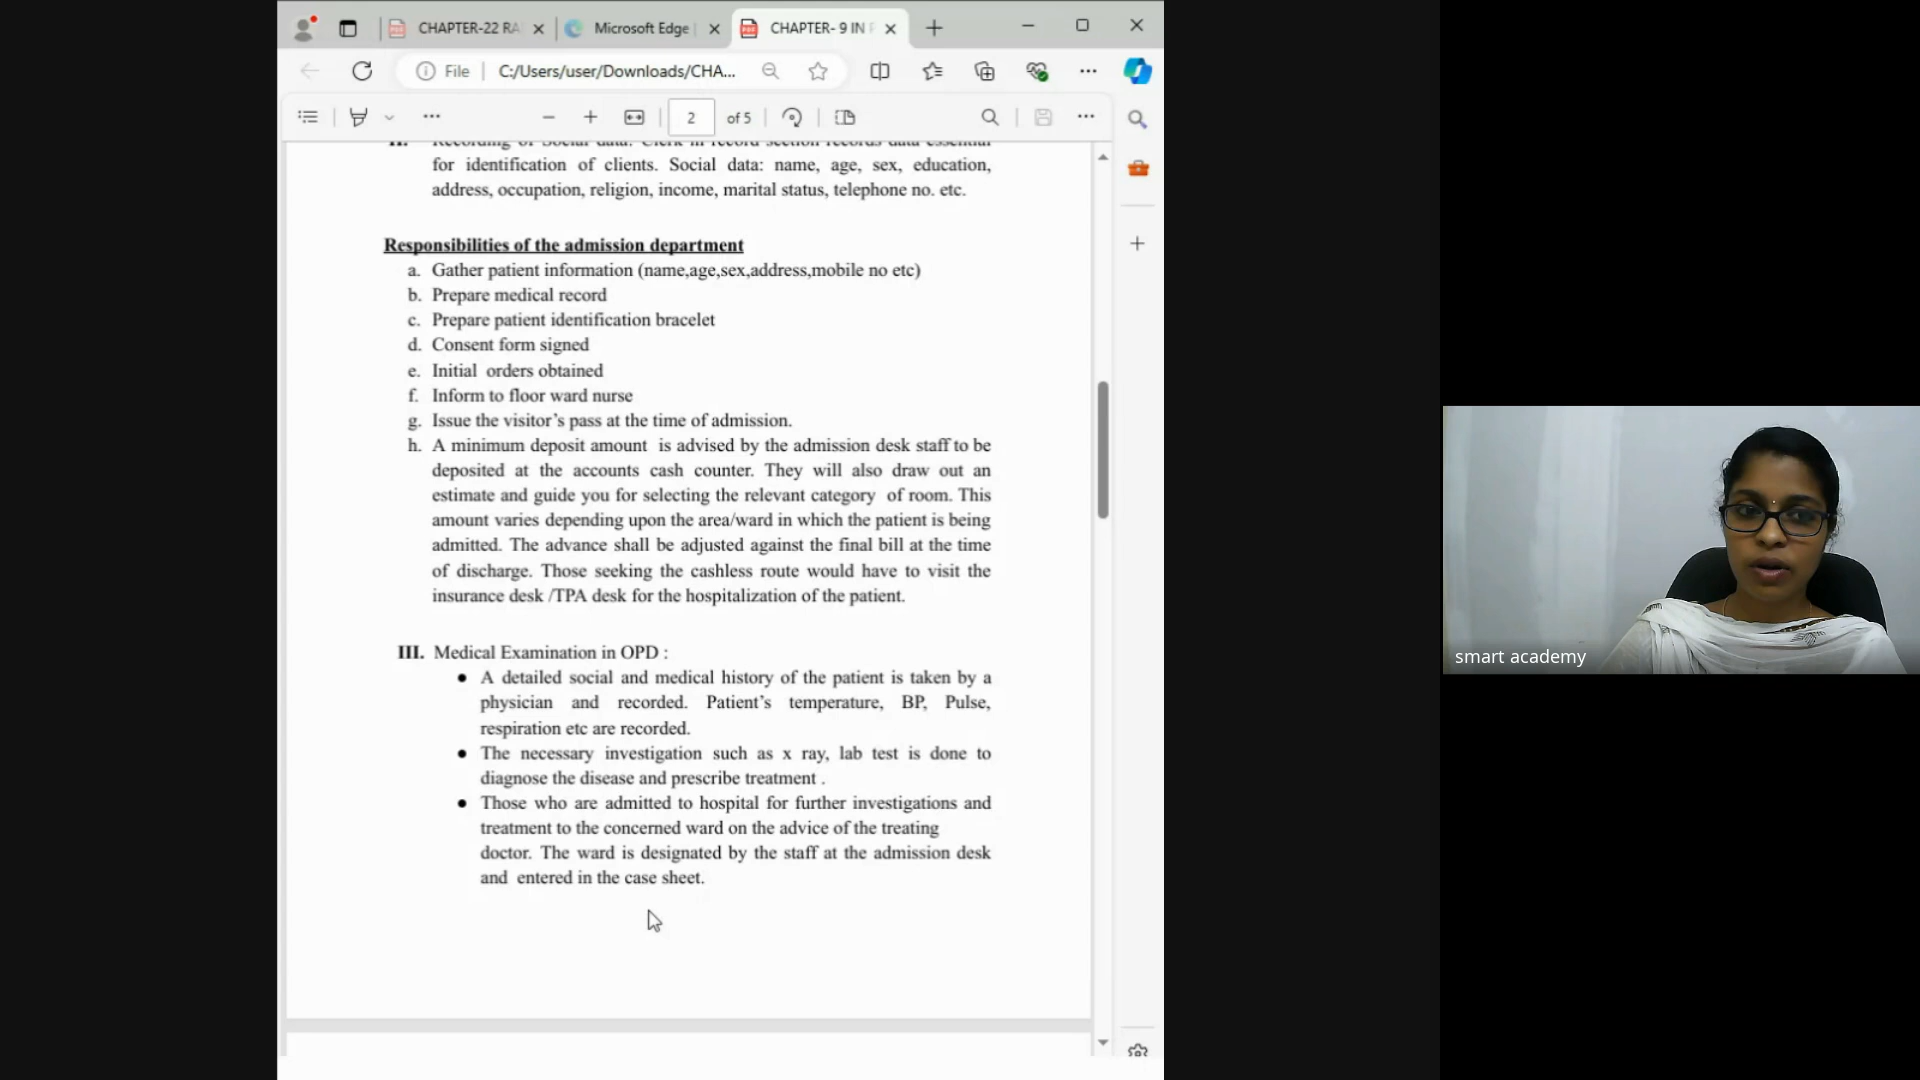 CHAPTER-22 RA
Microsoft Edge
CHAPTER- 9 IN
File
C:/Users/user/Downloads/CHA...
2 of 5
II. Recording of Social data: Clerk in record section records data essential
for identification of clients. Social data: name, age, sex, education,
address, occupation, religion, income, marital status, telephone no. etc.
Responsibilities of the admission department
a. Gather patient information (name,age,sex,address,mobile no etc)
b. Prepare medical record
c. Prepare patient identification bracelet
d. Consent form signed
e. Initial orders obtained
f. Inform to floor ward nurse
g. Issue the visitor’s pass at the time of admission.
h. A minimum deposit amount is advised by the admission desk staff to be
deposited at the accounts cash counter. They will also draw out an
estimate and guide you for selecting the relevant category of room. This
amount varies depending upon the area/ward in which the patient is being
admitted. The advance shall be adjusted against the final bill at the time
of discharge. Those seeking the cashless route would have to visit the
insurance desk /TPA desk for the hospitalization of the patient.
III. Medical Examination in OPD :
● A detailed social and medical history of the patient is taken by a
physician and recorded. Patient’s temperature, BP, Pulse,
respiration etc are recorded.
● The necessary investigation such as x ray, lab test is done to
diagnose the disease and prescribe treatment .
● Those who are admitted to hospital for further investigations and
treatment to the concerned ward on the advice of the treating
doctor. The ward is designated by the staff at the admission desk
and entered in the case sheet.
smart academy